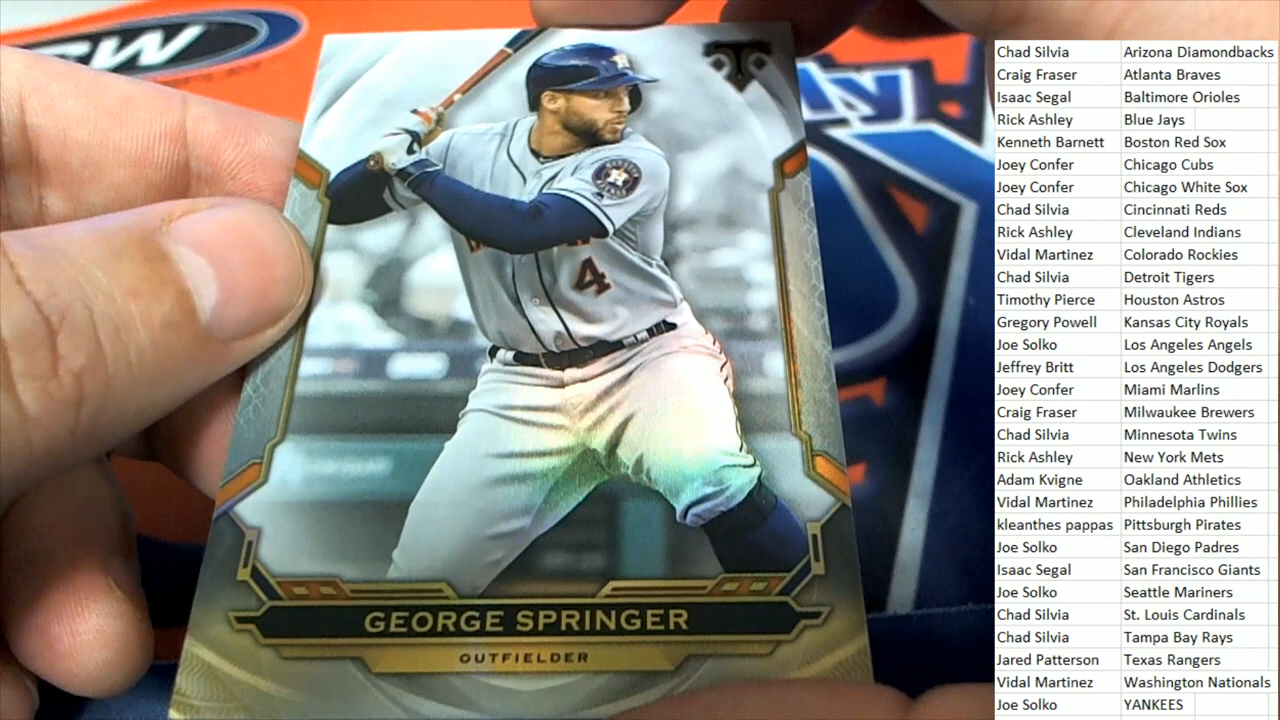 GW
ly
TT
H
HOUSTON
4
GEORGE SPRINGER
OUTFIELDER
Chad Silvia Arizona Diamondbacks
Craig Fraser Atlanta Braves
Isaac Segal Baltimore Orioles
Rick Ashley Blue Jays
Kenneth Barnett Boston Red Sox
Joey Confer Chicago Cubs
Joey Confer Chicago White Sox
Chad Silvia Cincinnati Reds
Rick Ashley Cleveland Indians
Vidal Martinez Colorado Rockies
Chad Silvia Detroit Tigers
Timothy Pierce Houston Astros
Gregory Powell Kansas City Royals
Joe Solko Los Angeles Angels
Jeffrey Britt Los Angeles Dodgers
Joey Confer Miami Marlins
Craig Fraser Milwaukee Brewers
Chad Silvia Minnesota Twins
Rick Ashley New York Mets
Adam Kvigne Oakland Athletics
Vidal Martinez Philadelphia Phillies
kleanthes pappas Pittsburgh Pirates
Joe Solko San Diego Padres
Isaac Segal San Francisco Giants
Joe Solko Seattle Mariners
Chad Silvia St. Louis Cardinals
Chad Silvia Tampa Bay Rays
Jared Patterson Texas Rangers
Vidal Martinez Washington Nationals
Joe Solko YANKEES